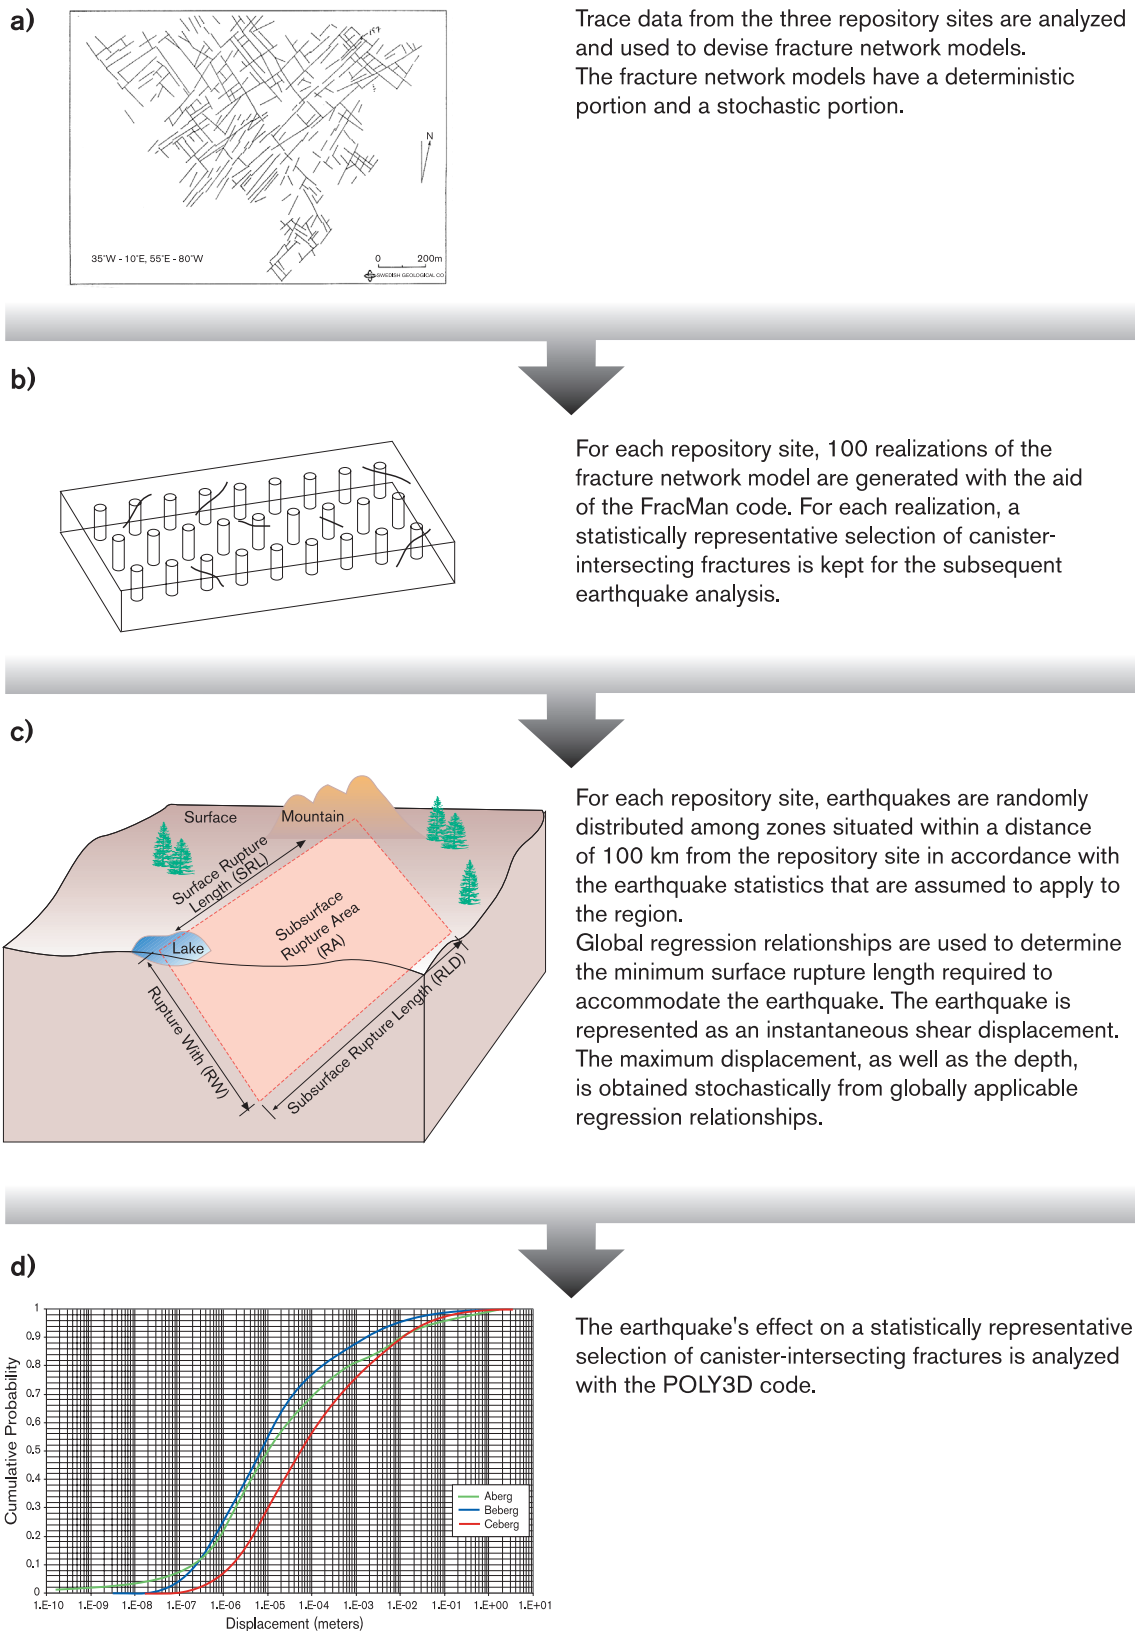 a)
Trace data from the three repository sites are analyzed
and used to devise fracture network models.
The fracture network models have a deterministic
portion and a stochastic portion.
N
35°W - 10°E, 55°E - 80°W
0 200m
SWEDISH GEOLOGICAL CO
b)
For each repository site, 100 realizations of the
fracture network model are generated with the aid
of the FracMan code. For each realization, a
statistically representative selection of canister-
intersecting fractures is kept for the subsequent
earthquake analysis.
c)
Surface
Mountain
Surface Rupture
Length (SRL)
Subsurface
Rupture Area
(RA)
Lake
Rupture With (RW)
Subsurface Rupture Length (RLD)
For each repository site, earthquakes are randomly
distributed among zones situated within a distance
of 100 km from the repository site in accordance with
the earthquake statistics that are assumed to apply to
the region.
Global regression relationships are used to determine
the minimum surface rupture length required to
accommodate the earthquake. The earthquake is
represented as an instantaneous shear displacement.
The maximum displacement, as well as the depth,
is obtained stochastically from globally applicable
regression relationships.
d)
The earthquake's effect on a statistically representative
selection of canister-intersecting fractures is analyzed
with the POLY3D code.
Cumulative Probability
1
0.9
0.8
0.7
0.6
0.5
0.4
0.3
0.2
0.1
0
Aberg
Beberg
Ceberg
1.E-10 1.E-09 1.E-08 1.E-07 1.E-06 1.E-05 1.E-04 1.E-03 1.E-02 1.E-01 1.E+00 1.E+01
Displacement (meters)